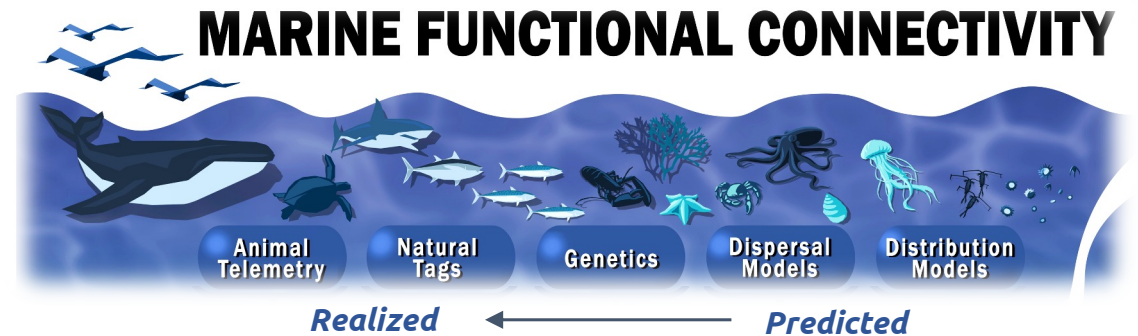 MARINE FUNCTIONAL CONNECTIVITY
Animal
Telemetry
Natural
Tags
Genetics
Dispersal
Models
Distribution
Models
Realized
Predicted